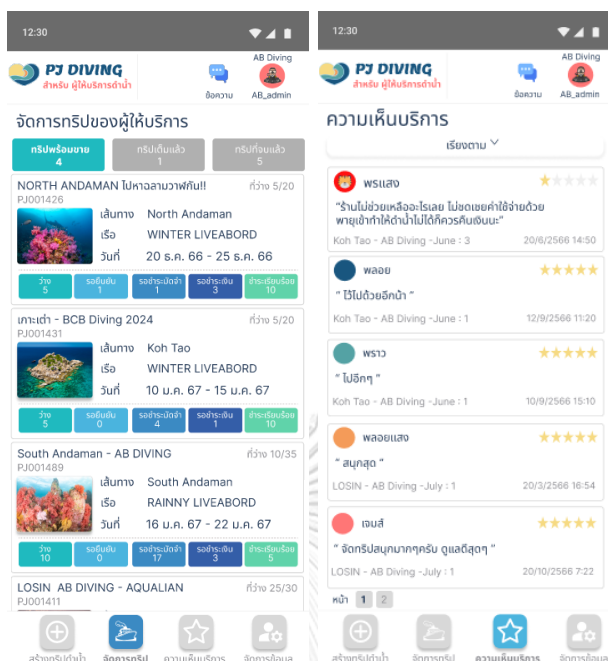 12:30
PJ DIVING
สำหรับ ผู้ให้บริการดำน้ำ
ข้อความ
AB Diving
AB_admin
จัดการทริปของผู้ให้บริการ
ทริปพร้อมขาย
4
ทริปเต็มแล้ว
1
ทริปที่จบแล้ว
5
NORTH ANDAMAN ไปหาฉลามวาฬกัน!!
ที่ว่าง 5/20
PJ001426
เส้นทาง North Andaman
เรือ WINTER LIVEABORD
วันที่ 20 ธ.ค. 66 - 25 ธ.ค. 66
ว่าง
5
รอยืนยัน
1
รอชำระมัดจำ
1
รอชำระเงิน
3
ชำระเรียบร้อย
10
เกาะเต่า - BCB Diving 2024
ที่ว่าง 5/20
PJ001431
เส้นทาง Koh Tao
เรือ WINTER LIVEABORD
วันที่ 10 ม.ค. 67 - 15 ม.ค. 67
ว่าง
5
รอยืนยัน
0
รอชำระมัดจำ
4
รอชำระเงิน
1
ชำระเรียบร้อย
10
South Andaman - AB DIVING
ที่ว่าง 10/35
PJ001489
เส้นทาง South Andaman
เรือ RAINNY LIVEABORD
วันที่ 16 ม.ค. 67 - 22 ม.ค. 67
ว่าง
10
รอยืนยัน
0
รอชำระมัดจำ
17
รอชำระเงิน
3
ชำระเรียบร้อย
5
LOSIN AB DIVING - AQUALIAN
ที่ว่าง 25/30
PJ001411
สร้างทริปดำน้ำ
จัดการทริป
ความเห็นบริการ
จัดการข้อมูล
12:30
PJ DIVING
สำหรับ ผู้ให้บริการดำน้ำ
ข้อความ
AB Diving
AB_admin
ความเห็นบริการ
เรียงตาม
พรแสง
“ร้านไม่ช่วยเหลืออะไรเลย ไม่ชดเชยค่าใช้จ่ายด้วย
พายุเข้าทำให้ดำน้ำไม่ได้ก็ควรคืนเงินนะ”
Koh Tao - AB Diving -June : 3
20/6/2566 14:50
พลอย
“ ไว้ไปด้วยอีกน้า ”
Koh Tao - AB Diving -June : 1
12/9/2566 11:20
พราว
“ ไปอีกๆ ”
Koh Tao - AB Diving -June : 1
10/9/2566 15:10
พลอยแสง
“ สนุกสุด ”
LOSIN - AB Diving -July : 1
20/3/2566 16:54
เจมส์
“ จัดทริปสนุกมากๆครับ ดูแลดีสุดๆ ”
LOSIN - AB Diving -July : 1
20/10/2566 7:22
หน้า 1 2
สร้างทริปดำน้ำ
จัดการทริป
ความเห็นบริการ
จัดการข้อมูล